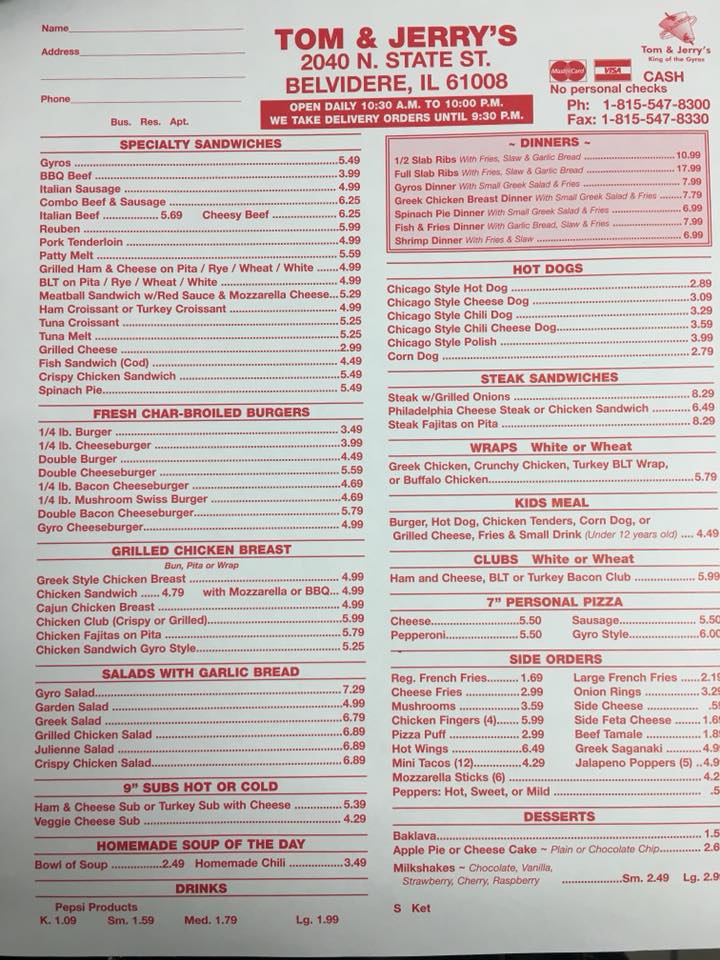 Name
Address
Phone
Bus. Res. Apt.
TOM & JERRY'S
2040 N. STATE ST.
BELVIDERE, IL 61008
OPEN DAILY 10:30 A.M. TO 10:00 P.M.
WE TAKE DELIVERY ORDERS UNTIL 9:30 P.M.
Tom & Jerry's
King of the Gyros
MasterCard VISA CASH
No personal checks
Ph: 1-815-547-8300
Fax: 1-815-547-8330
SPECIALTY SANDWICHES
Gyros 5.49
BBQ Beef 3.99
Italian Sausage 4.99
Combo Beef & Sausage 6.25
Italian Beef 5.69 Cheesy Beef 6.25
Reuben 5.99
Pork Tenderloin 4.99
Patty Melt 5.59
Grilled Ham & Cheese on Pita / Rye / Wheat / White 4.99
BLT on Pita / Rye / Wheat / White 4.99
Meatball Sandwich w/Red Sauce & Mozzarella Cheese 5.29
Ham Croissant or Turkey Croissant 4.99
Tuna Croissant 5.25
Tuna Melt 5.25
Grilled Cheese 2.99
Fish Sandwich (Cod) 4.49
Crispy Chicken Sandwich 5.49
Spinach Pie 5.49
FRESH CHAR-BROILED BURGERS
1/4 lb. Burger 3.49
1/4 lb. Cheeseburger 3.99
Double Burger 4.49
Double Cheeseburger 5.59
1/4 lb. Bacon Cheeseburger 4.69
1/4 lb. Mushroom Swiss Burger 4.69
Double Bacon Cheeseburger 5.79
Gyro Cheeseburger 4.99
GRILLED CHICKEN BREAST
Bun, Pita or Wrap
Greek Style Chicken Breast 4.99
Chicken Sandwich 4.79 with Mozzarella or BBQ 4.99
Cajun Chicken Breast 4.99
Chicken Club (Crispy or Grilled) 5.99
Chicken Fajitas on Pita 5.79
Chicken Sandwich Gyro Style 5.25
SALADS WITH GARLIC BREAD
Gyro Salad 7.29
Garden Salad 4.99
Greek Salad 6.79
Grilled Chicken Salad 6.89
Julienne Salad 6.89
Crispy Chicken Salad 6.89
9" SUBS HOT OR COLD
Ham & Cheese Sub or Turkey Sub with Cheese 5.39
Veggie Cheese Sub 4.29
HOMEMADE SOUP OF THE DAY
Bowl of Soup 2.49 Homemade Chili 3.49
DRINKS
Pepsi Products
K. 1.09 Sm. 1.59 Med. 1.79 Lg. 1.99
~ DINNERS ~
1/2 Slab Ribs With Fries, Slaw & Garlic Bread 10.99
Full Slab Ribs With Fries, Slaw & Garlic Bread 17.99
Gyros Dinner With Small Greek Salad & Fries 7.99
Greek Chicken Breast Dinner With Small Greek Salad & Fries 7.79
Spinach Pie Dinner With Small Greek Salad & Fries 6.99
Fish & Fries Dinner With Garlic Bread, Slaw & Fries 7.99
Shrimp Dinner With Fries & Slaw 6.99
HOT DOGS
Chicago Style Hot Dog 2.89
Chicago Style Cheese Dog 3.09
Chicago Style Chili Dog 3.29
Chicago Style Chili Cheese Dog 3.59
Chicago Style Polish 3.99
Corn Dog 2.79
STEAK SANDWICHES
Steak w/Grilled Onions 8.29
Philadelphia Cheese Steak or Chicken Sandwich 6.49
Steak Fajitas on Pita 8.29
WRAPS White or Wheat
Greek Chicken, Crunchy Chicken, Turkey BLT Wrap,
or Buffalo Chicken 5.79
KIDS MEAL
Burger, Hot Dog, Chicken Tenders, Corn Dog, or
Grilled Cheese, Fries & Small Drink (Under 12 years old) 4.49
CLUBS White or Wheat
Ham and Cheese, BLT or Turkey Bacon Club 5.99
7" PERSONAL PIZZA
Cheese 5.50 Sausage 5.50
Pepperoni 5.50 Gyro Style 6.00
SIDE ORDERS
Reg. French Fries 1.69 Large French Fries 2.19
Cheese Fries 2.99 Onion Rings 3.2
Mushrooms 3.59 Side Cheese .5
Chicken Fingers (4) 5.99 Side Feta Cheese 1.8
Pizza Puff 2.99 Beef Tamale 1.8
Hot Wings 6.49 Greek Saganaki 4.9
Mini Tacos (12) 4.29 Jalapeno Poppers (5) 4.9
Mozzarella Sticks (6) 4.2
Peppers: Hot, Sweet, or Mild .5
DESSERTS
Baklava 1.5
Apple Pie or Cheese Cake ~ Plain or Chocolate Chip 2.6
Milkshakes ~ Chocolate, Vanilla,
Strawberry, Cherry, Raspberry Sm. 2.49 Lg. 2.9
S Ket